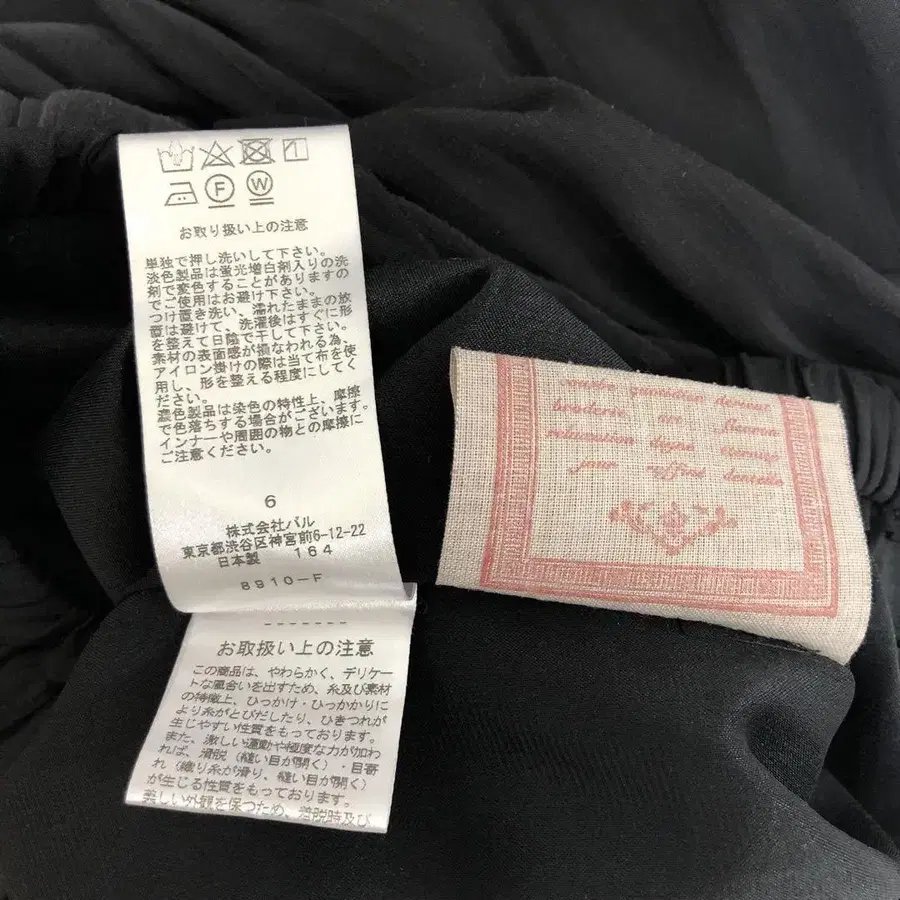 F W
お取り扱い上の注意
単独で押し洗いして下さい。
淡色製品は蛍光増白剤入りの洗
剤で変色することがありますの
でご使用はお避け下さい。
つけ置き洗い、濡れたままの放
置は避けて、洗濯後はすぐに形
を整えて日陰で干して下さい。
素材の表面感が損なわれる為、
アイロン掛けの際は当て布を使
用し、形を整える程度にしてく
ださい。
濃色製品は染色の特性上、摩擦
で色落ちする場合がございます。
インナーや周囲の物との摩擦に
ご注意ください。
6
株式会社パル
東京都渋谷区神宮前6-12-22
日本製 164
8910-F
-------
お取扱い上の注意
この商品は、やわらかく、デリケー
トな風合いを出すため、糸及び素材
の特徴上、ひっかけ・ひっかかりに
より糸がとびだしたり、ひきつれが
生じやすい性質をもっております。
また、激しい運動や極度な力が加わ
れば、滑脱（縫い目が開く）・目寄
れ（織り糸が滑り、縫い目が開く）
が生じる性質をもっております。
美しい外観を保つため、着脱時及び
quotidien devient
broderie un flocon
relaxation digne
jour offert dentelle